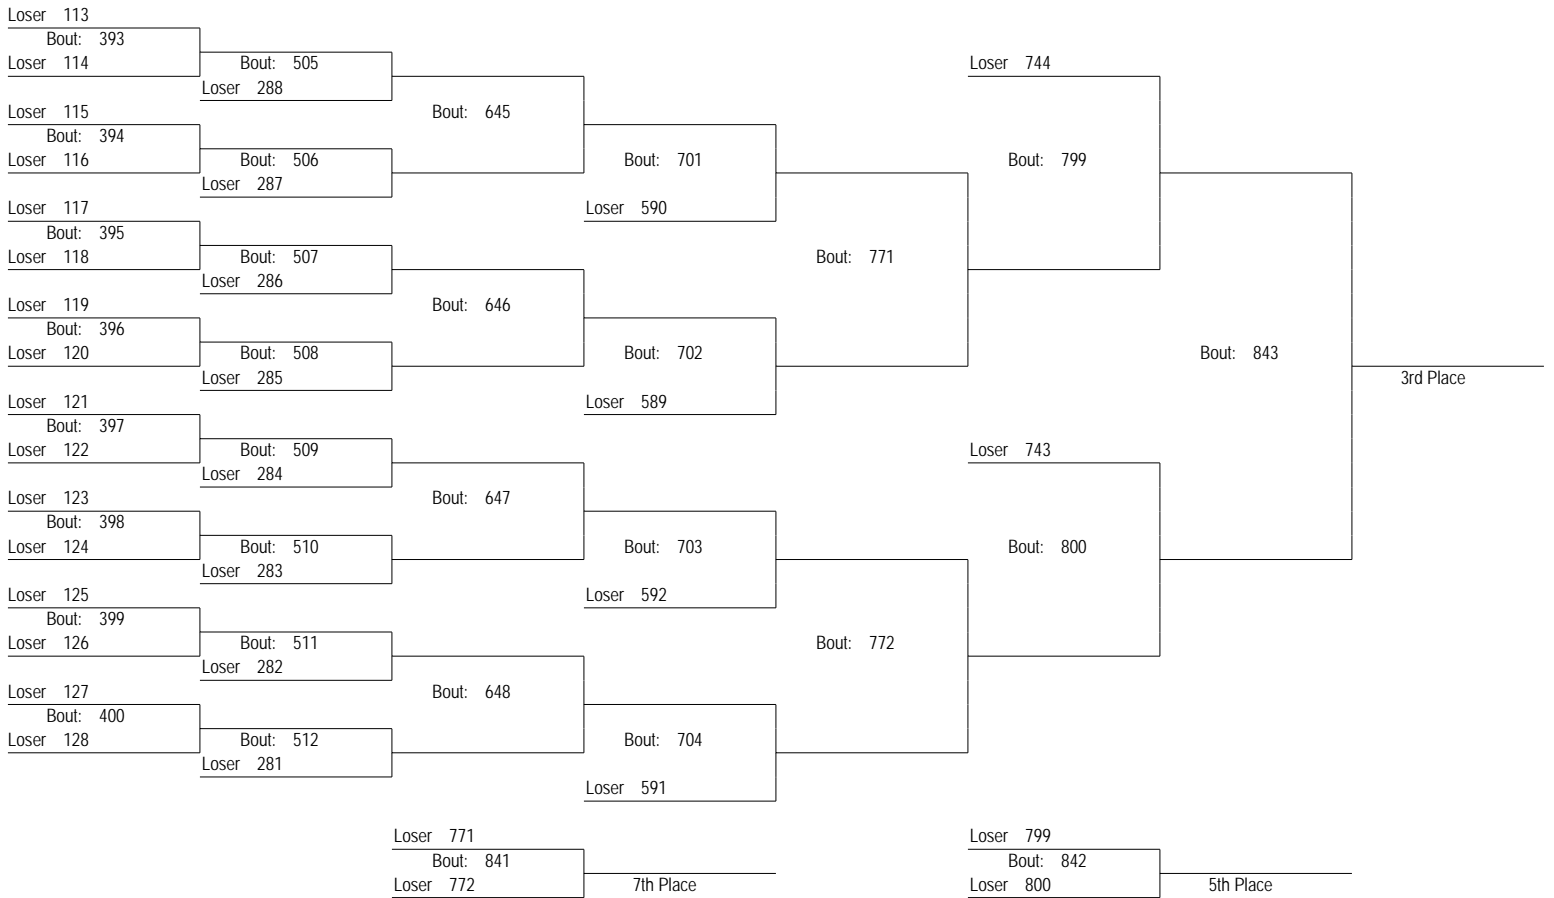 Loser 113
Bout: 393
Loser 114 Bout: 505 Loser 744
Loser 288
Loser 115 Bout: 645
Bout: 394
Loser 116 Bout: 506 Bout: 701 Bout: 799
Loser 287
Loser 117 Loser 590
Bout: 395
Loser 118 Bout: 507 Bout: 771
Loser 286
Loser 119 Bout: 646
Bout: 396
Loser 120 Bout: 508 Bout: 702 Bout: 843
Loser 285 3rd Place
Loser 121 Loser 589
Bout: 397
Loser 122 Bout: 509 Loser 743
Loser 284
Loser 123 Bout: 647
Bout: 398
Loser 124 Bout: 510 Bout: 703 Bout: 800
Loser 283
Loser 125 Loser 592
Bout: 399
Loser 126 Bout: 511 Bout: 772
Loser 282
Loser 127 Bout: 648
Bout: 400
Loser 128 Bout: 512 Bout: 704
Loser 281
Loser 591
Loser 771 Loser 799
Bout: 841 Bout: 842
Loser 772 7th Place Loser 800 5th Place